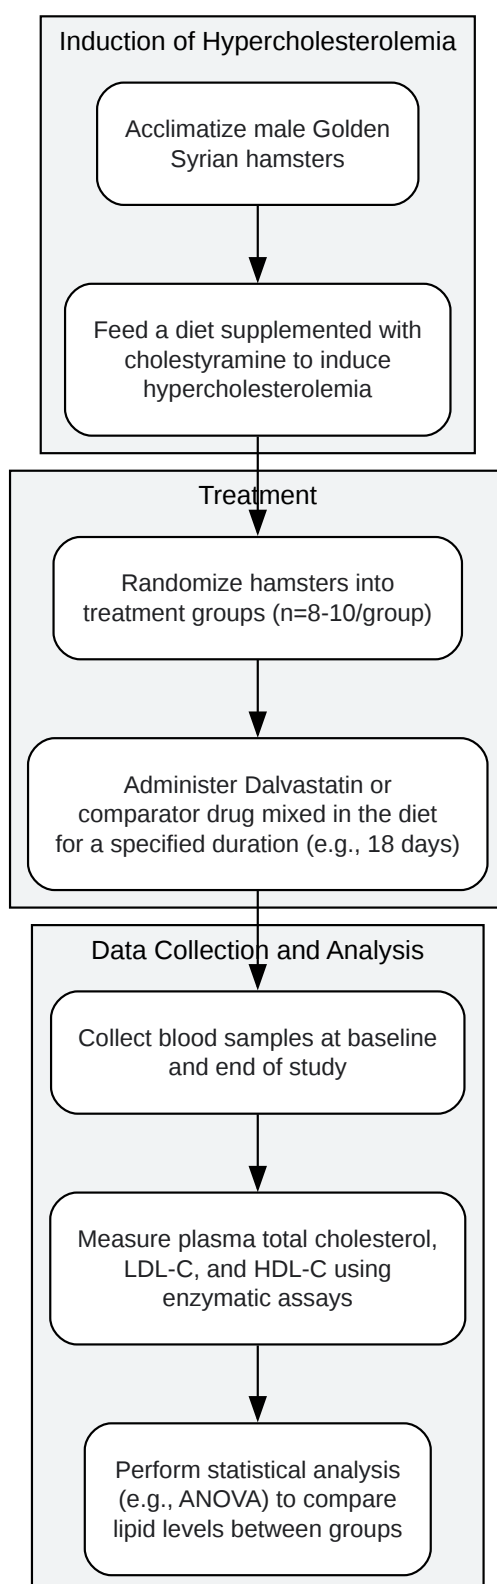 Induction of Hypercholesterolemia
Acclimatize male Golden
Syrian hamsters
Feed a diet supplemented with
cholestyramine to induce
hypercholesterolemia
Treatment
Randomize hamsters into
treatment groups (n=8-10/group)
Administer Dalvastatin or
comparator drug mixed in the diet
for a specified duration (e.g., 18 days)
Data Collection and Analysis
Collect blood samples at baseline
and end of study
Measure plasma total cholesterol,
LDL-C, and HDL-C using
enzymatic assays
Perform statistical analysis
(e.g., ANOVA) to compare
lipid levels between groups